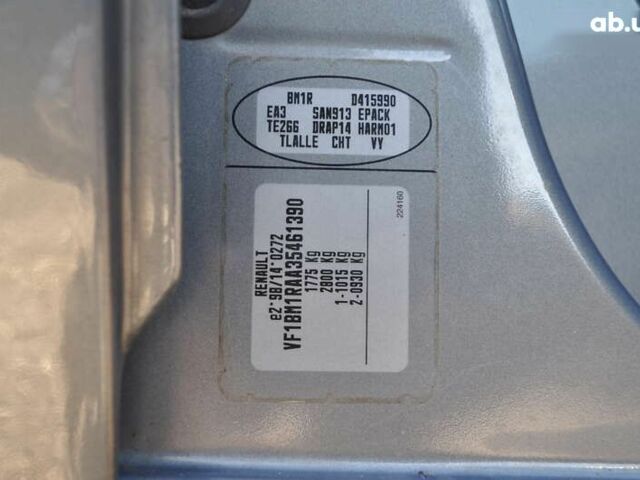 ab.u
BM1R D415990
EA3 SAN913 EPACK
TE266 DRAP14 HARM01
TLALLE CHT VY
RENAULT
e2*98/14*0272
VF1BM1RAA35461390
1775 Kg
2800 Kg
1-1015 Kg
2-0930 Kg
224160